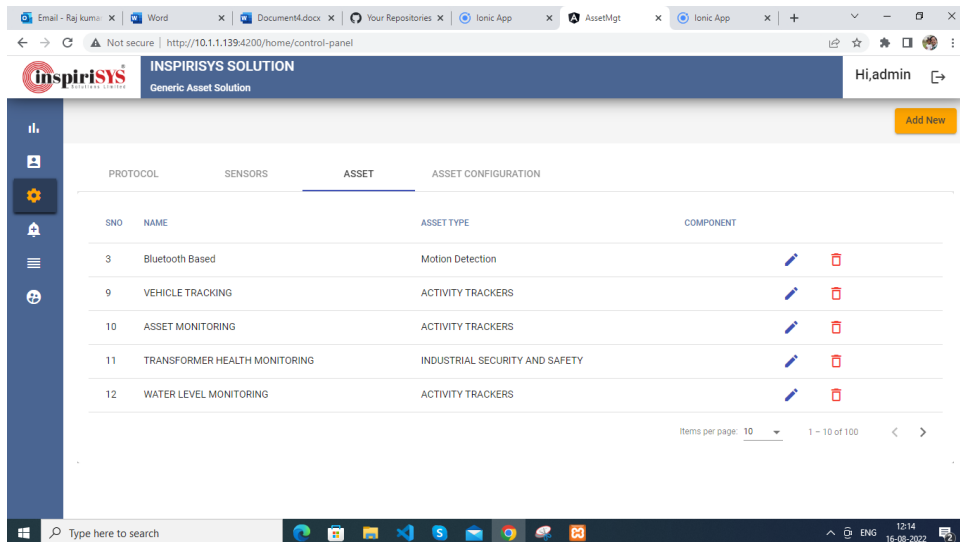 Email - Raj kumar
Word
Document4.docx
Your Repositories
Ionic App
AssetMgt
Ionic App
Not secure | http://10.1.1.139:4200/home/control-panel
inspiriSYS
Solutions Limited
INSPIRISYS SOLUTION
Generic Asset Solution
Hi,admin
Add New
PROTOCOL SENSORS ASSET ASSET CONFIGURATION
SNO NAME ASSET TYPE COMPONENT
3 Bluetooth Based Motion Detection
9 VEHICLE TRACKING ACTIVITY TRACKERS
10 ASSET MONITORING ACTIVITY TRACKERS
11 TRANSFORMER HEALTH MONITORING INDUSTRIAL SECURITY AND SAFETY
12 WATER LEVEL MONITORING ACTIVITY TRACKERS
Items per page: 10 1 – 10 of 100
Type here to search
ENG
12:14
16-08-2022
2